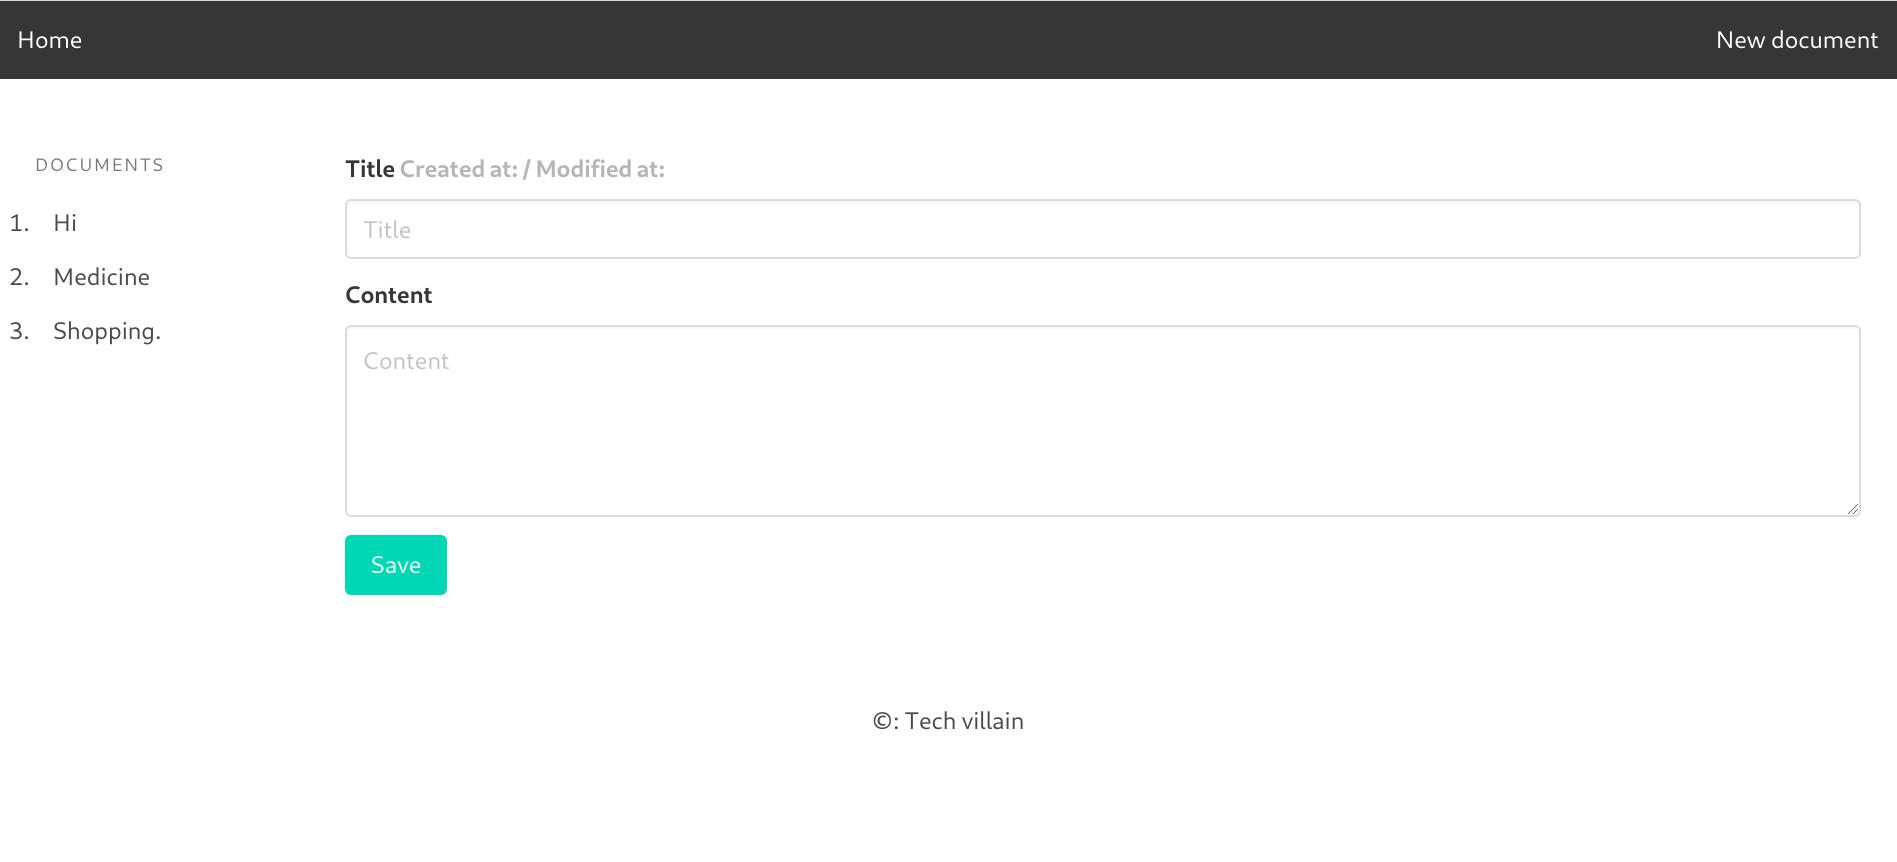 Home New document
DOCUMENTS
1. Hi
2. Medicine
3. Shopping.
Title Created at: / Modified at:
Title
Content
Content
Save
©: Tech villain